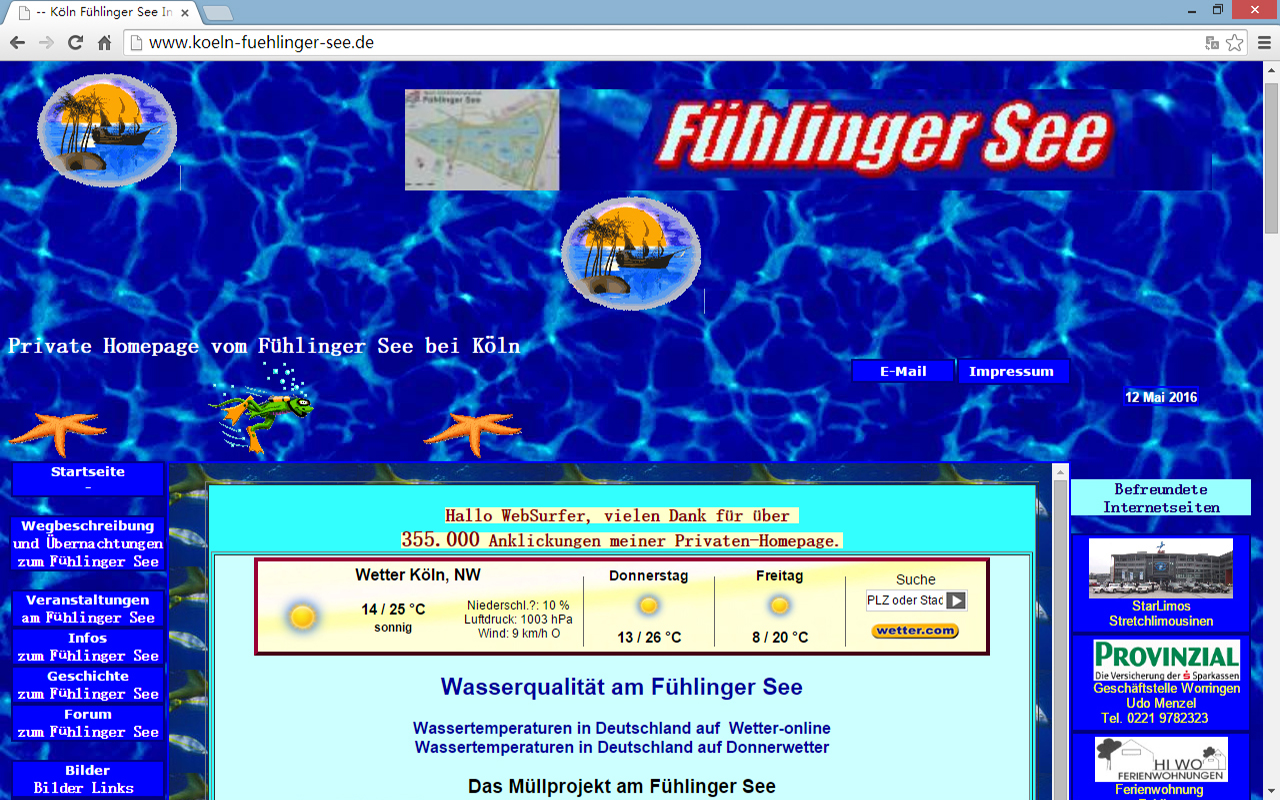 -- Köln Fühlinger See In
www.koeln-fuehlinger-see.de
Fühlinger See
Fühlinger See
Private Homepage vom Fühlinger See bei Köln
E-Mail
Impressum
12 Mai 2016
Startseite
-
Wegbeschreibung
und Übernachtungen
zum Fühlinger See
Veranstaltungen
am Fühlinger See
Infos
zum Fühlinger See
Geschichte
zum Fühlinger See
Forum
zum Fühlinger See
Bilder
Bilder Links
Hallo WebSurfer, vielen Dank für über
355.000 Anklickungen meiner Privaten-Homepage.
Wetter Köln, NW
14 / 25 °C
sonnig
Niederschl.?: 10 %
Luftdruck: 1003 hPa
Wind: 9 km/h O
Donnerstag
13 / 26 °C
Freitag
8 / 20 °C
Suche
PLZ oder Stad
wetter.com
Wasserqualität am Fühlinger See
Wassertemperaturen in Deutschland auf Wetter-online
Wassertemperaturen in Deutschland auf Donnerwetter
Das Müllprojekt am Fühlinger See
Befreundete
Internetseiten
StarLimos
Stretchlimousinen
PROVINZIAL
Die Versicherung der Sparkassen
Geschäftstelle Worringen
Udo Menzel
Tel. 0221 9782323
HI WO
FERIENWOHNUNGEN
Ferienwohnung